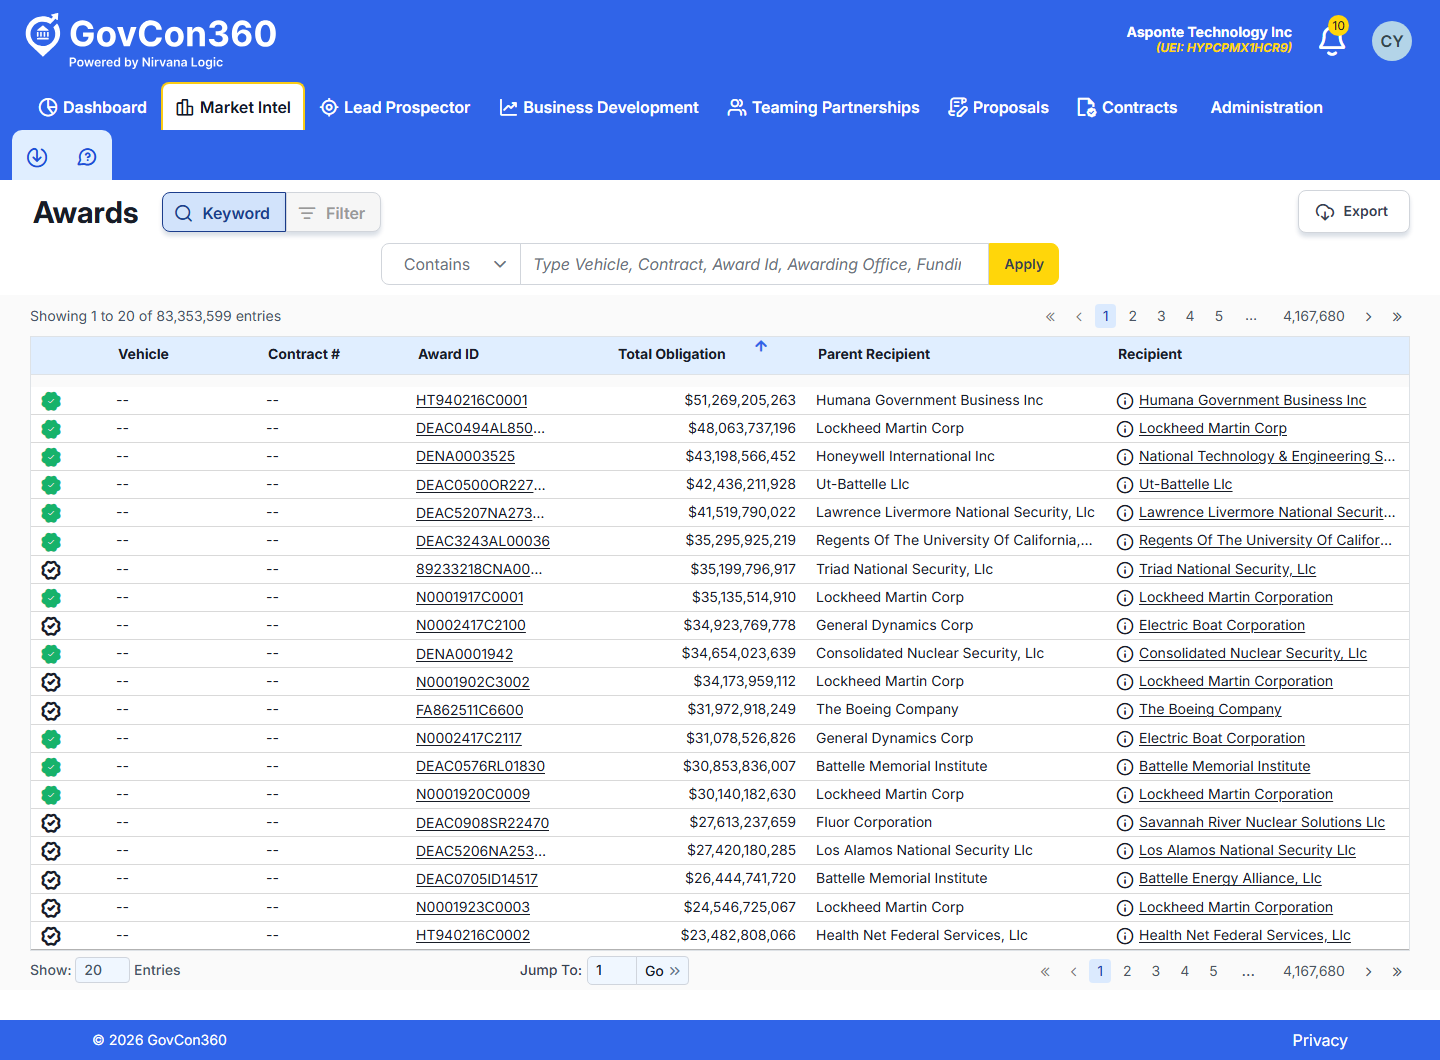 GovCon360
Powered by Nirvana Logic
Asponte Technology Inc
(UEI: HYPCPMX1HCR9)
10
CY
Dashboard Market Intel Lead Prospector Business Development Teaming Partnerships Proposals Contracts Administration
Awards Keyword Filter Export
Contains Type Vehicle, Contract, Award Id, Awarding Office, Fundin Apply
Showing 1 to 20 of 83,353,599 entries « ‹ 1 2 3 4 5 ... 4,167,680 › »
Vehicle Contract # Award ID Total Obligation Parent Recipient Recipient
-- -- HT940216C0001 $51,269,205,263 Humana Government Business Inc Humana Government Business Inc
-- -- DEAC0494AL850... $48,063,737,196 Lockheed Martin Corp Lockheed Martin Corp
-- -- DENA0003525 $43,198,566,452 Honeywell International Inc National Technology & Engineering S...
-- -- DEAC0500OR227... $42,436,211,928 Ut-Battelle Llc Ut-Battelle Llc
-- -- DEAC5207NA273... $41,519,790,022 Lawrence Livermore National Security, Llc Lawrence Livermore National Securit...
-- -- DEAC3243AL00036 $35,295,925,219 Regents Of The University Of California,... Regents Of The University Of Califor...
-- -- 89233218CNA00... $35,199,796,917 Triad National Security, Llc Triad National Security, Llc
-- -- N0001917C0001 $35,135,514,910 Lockheed Martin Corp Lockheed Martin Corporation
-- -- N0002417C2100 $34,923,769,778 General Dynamics Corp Electric Boat Corporation
-- -- DENA0001942 $34,654,023,639 Consolidated Nuclear Security, Llc Consolidated Nuclear Security, Llc
-- -- N0001902C3002 $34,173,959,112 Lockheed Martin Corp Lockheed Martin Corporation
-- -- FA862511C6600 $31,972,918,249 The Boeing Company The Boeing Company
-- -- N0002417C2117 $31,078,526,826 General Dynamics Corp Electric Boat Corporation
-- -- DEAC0576RL01830 $30,853,836,007 Battelle Memorial Institute Battelle Memorial Institute
-- -- N0001920C0009 $30,140,182,630 Lockheed Martin Corp Lockheed Martin Corporation
-- -- DEAC0908SR22470 $27,613,237,659 Fluor Corporation Savannah River Nuclear Solutions Llc
-- -- DEAC5206NA253... $27,420,180,285 Los Alamos National Security Llc Los Alamos National Security Llc
-- -- DEAC0705ID14517 $26,444,741,720 Battelle Memorial Institute Battelle Energy Alliance, Llc
-- -- N0001923C0003 $24,546,725,067 Lockheed Martin Corp Lockheed Martin Corporation
-- -- HT940216C0002 $23,482,808,066 Health Net Federal Services, Llc Health Net Federal Services, Llc
Show: 20 Entries Jump To: 1 Go » « ‹ 1 2 3 4 5 ... 4,167,680 › »
© 2026 GovCon360 Privacy